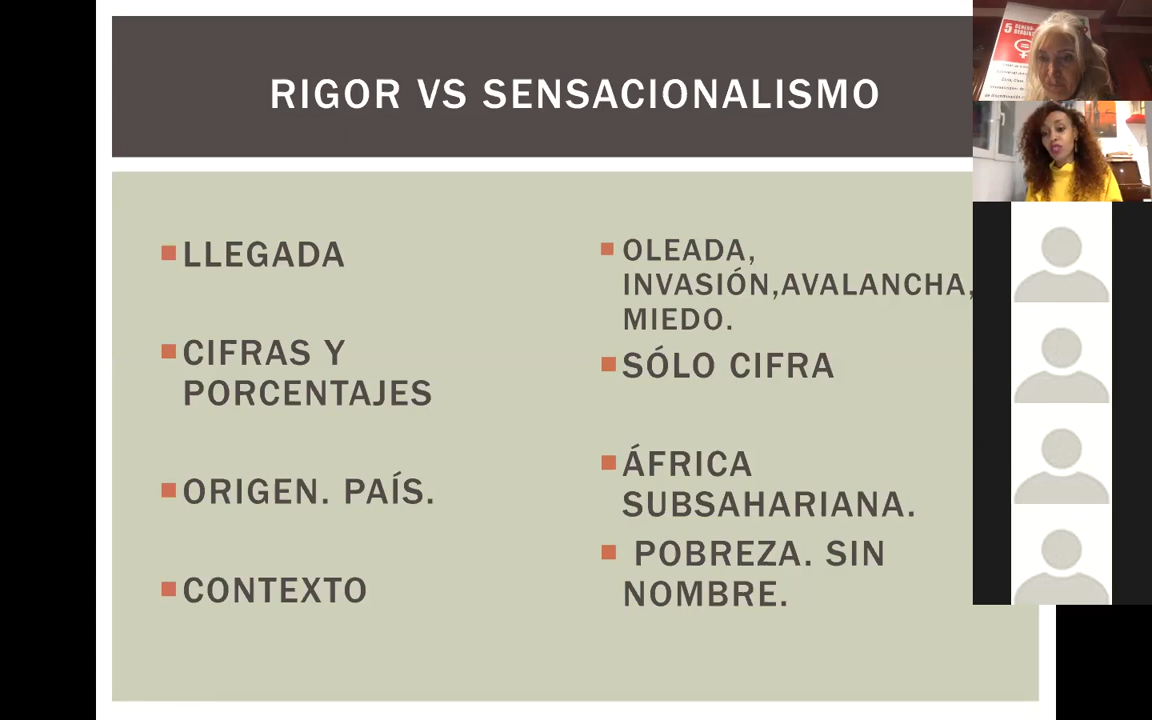 RIGOR VS SENSACIONALISMO
LLEGADA
CIFRAS Y
PORCENTAJES
ORIGEN. PAÍS.
CONTEXTO
OLEADA,
INVASIÓN,AVALANCHA,
MIEDO.
SÓLO CIFRA
ÁFRICA
SUBSAHARIANA.
POBREZA. SIN
NOMBRE.
5